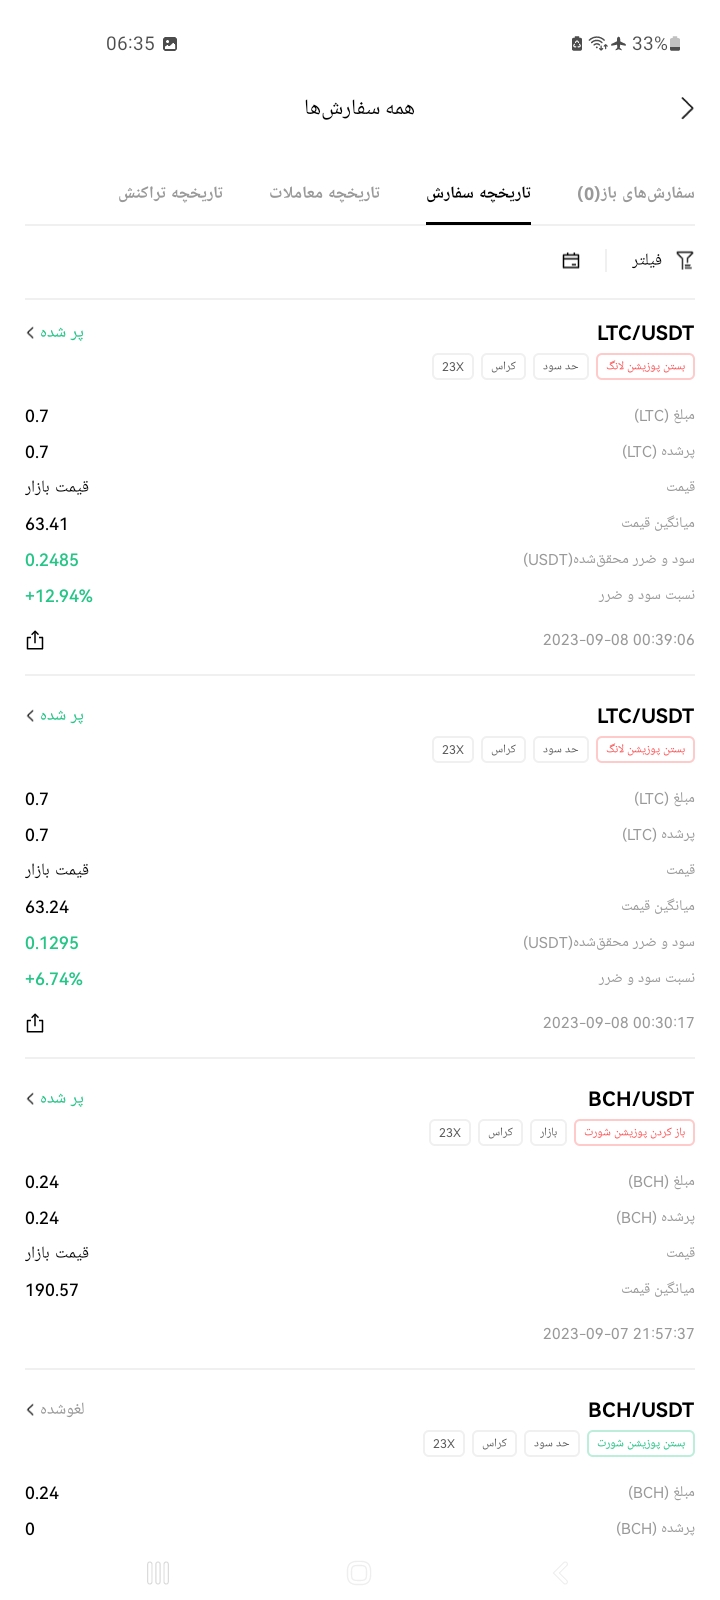 06:35
33%
همه سفارش‌ها
سفارش‌های باز(0) تاریخچه سفارش تاریخچه معاملات تاریخچه تراکنش
فیلتر
LTC/USDT پر شده
بستن پوزیشن لانگ حد سود کراس 23X
مبلغ (LTC) 0.7
پرشده (LTC) 0.7
قیمت قیمت بازار
میانگین قیمت 63.41
سود و ضرر محقق‌شده(USDT) 0.2485
نسبت سود و ضرر +12.94%
2023-09-08 00:39:06
LTC/USDT پر شده
بستن پوزیشن لانگ حد سود کراس 23X
مبلغ (LTC) 0.7
پرشده (LTC) 0.7
قیمت قیمت بازار
میانگین قیمت 63.24
سود و ضرر محقق‌شده(USDT) 0.1295
نسبت سود و ضرر +6.74%
2023-09-08 00:30:17
BCH/USDT پر شده
باز کردن پوزیشن شورت بازار کراس 23X
مبلغ (BCH) 0.24
پرشده (BCH) 0.24
قیمت قیمت بازار
میانگین قیمت 190.57
2023-09-07 21:57:37
BCH/USDT لغوشده
بستن پوزیشن شورت حد سود کراس 23X
مبلغ (BCH) 0.24
پرشده (BCH) 0